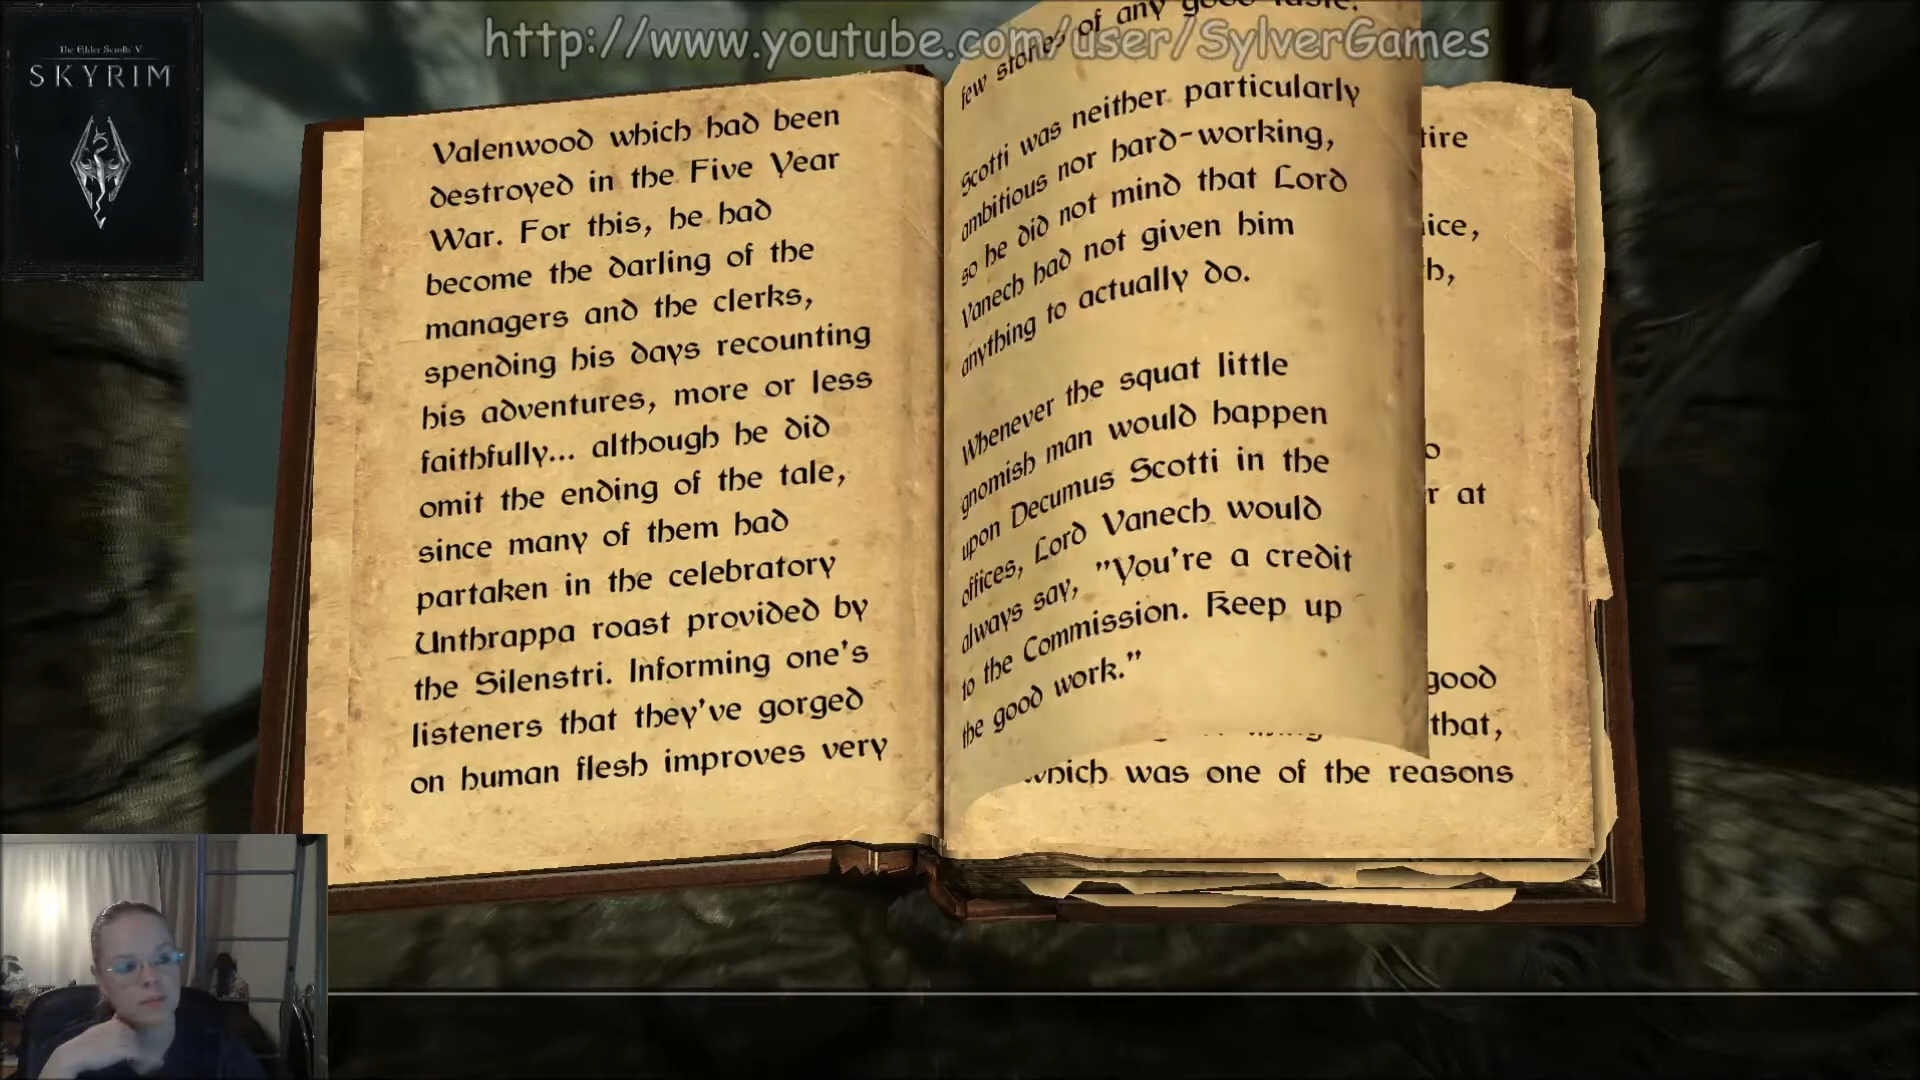 The Elder Scrolls V
SKYRIM
http://www.youtube.com/user/SylverGames
Valenwood which had been
destroyed in the Five Year
War. For this, he had
become the darling of the
managers and the clerks,
spending his days recounting
his adventures, more or less
faithfully... although he did
omit the ending of the tale,
since many of them had
partaken in the celebratory
Unthrappa roast provided by
the Silenstri. Informing one's
listeners that they've gorged
on human flesh improves very
few stories of any good taste.
Scotti was neither particularly
ambitious nor hard-working,
so he did not mind that Lord
Vanech had not given him
anything to actually do.
Whenever the squat little
gnomish man would happen
upon Decumus Scotti in the
offices, Lord Vanech would
always say, "You're a credit
to the Commission. Keep up
the good work."
at
good
that,
which was one of the reasons